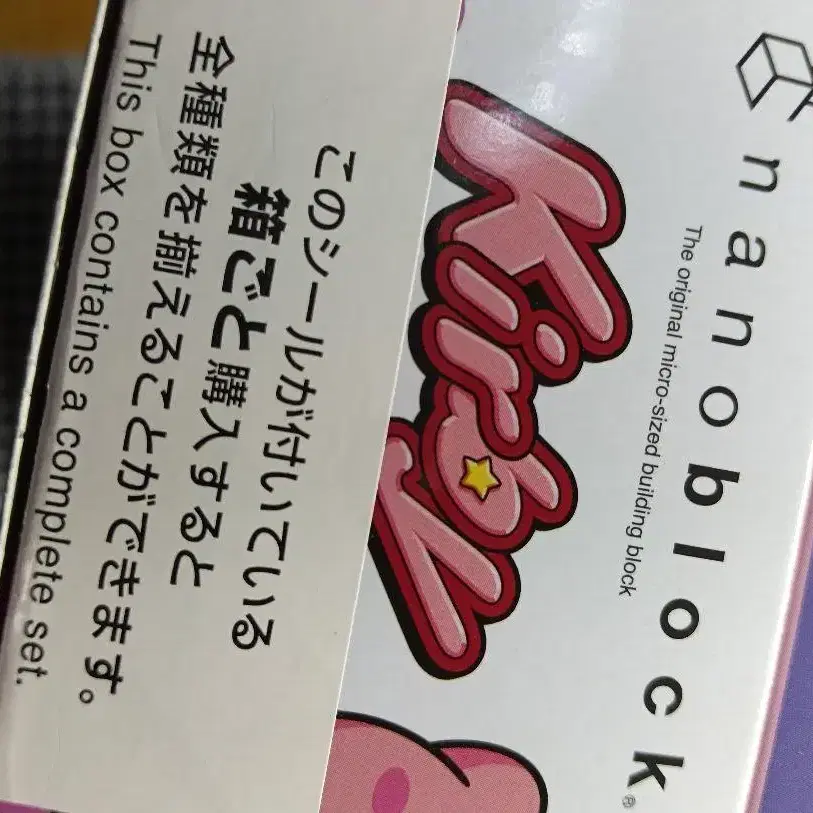 nanoblock®
The original micro-sized building block
Kirby
このシールが付いている
箱ごと購入すると
全種類を揃えることができます。
This box contains a complete set.